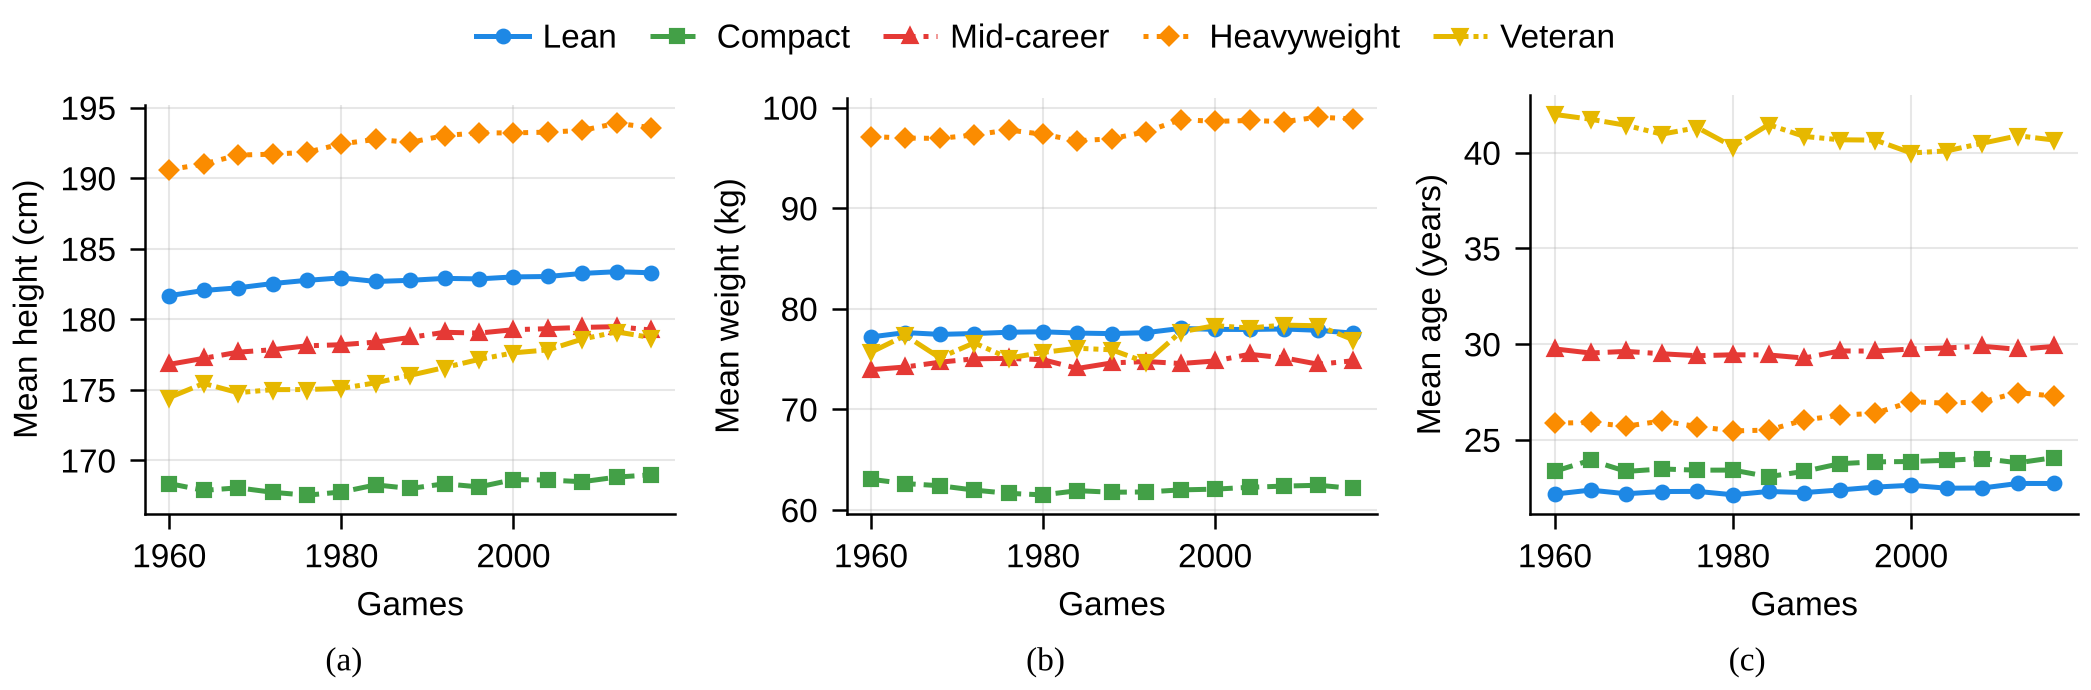 Lean Compact Mid-career Heavyweight Veteran
Mean height (cm)
195
190
185
180
175
170
1960 1980 2000
Games
(a)
Mean weight (kg)
100
90
80
70
60
1960 1980 2000
Games
(b)
Mean age (years)
40
35
30
25
1960 1980 2000
Games
(c)